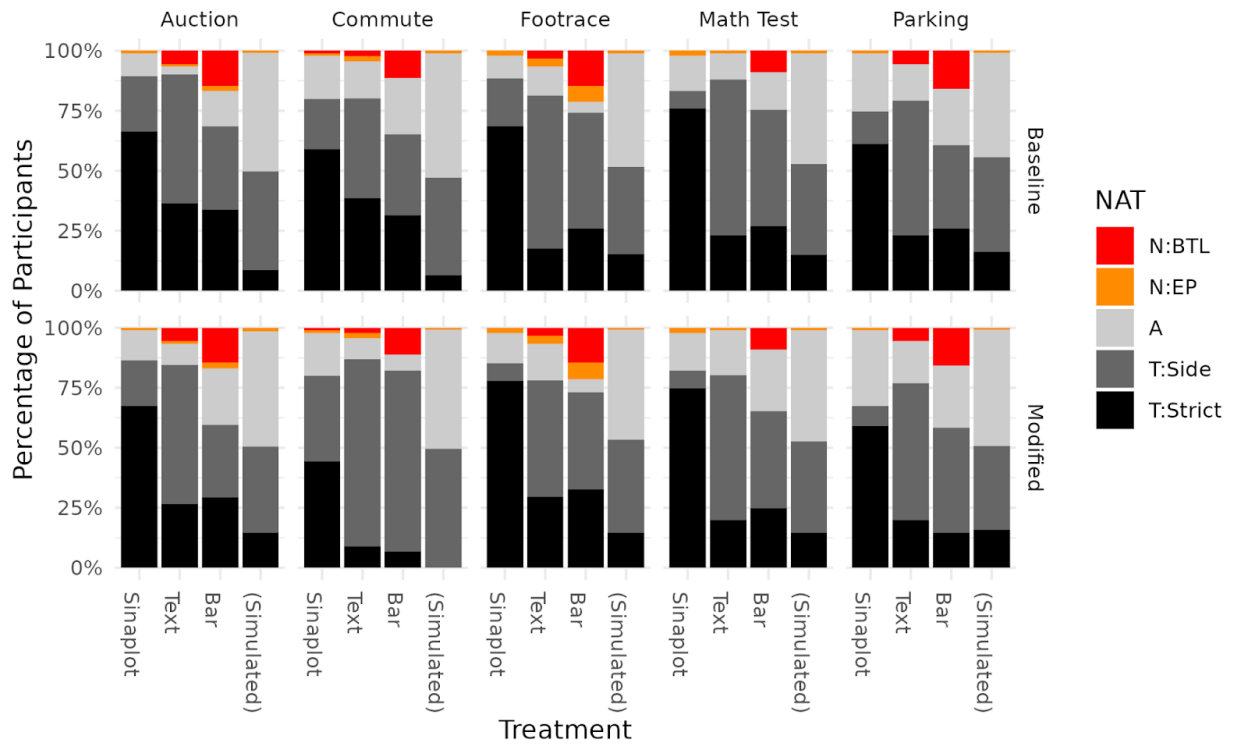 Auction Commute Footrace Math Test Parking
Percentage of Participants
100%
75%
50%
25%
0%
Baseline
100%
75%
50%
25%
0%
Modified
Sinaplot Text Bar (Simulated) Sinaplot Text Bar (Simulated) Sinaplot Text Bar (Simulated) Sinaplot Text Bar (Simulated) Sinaplot Text Bar (Simulated)
Treatment
NAT
N:BTL
N:EP
A
T:Side
T:Strict